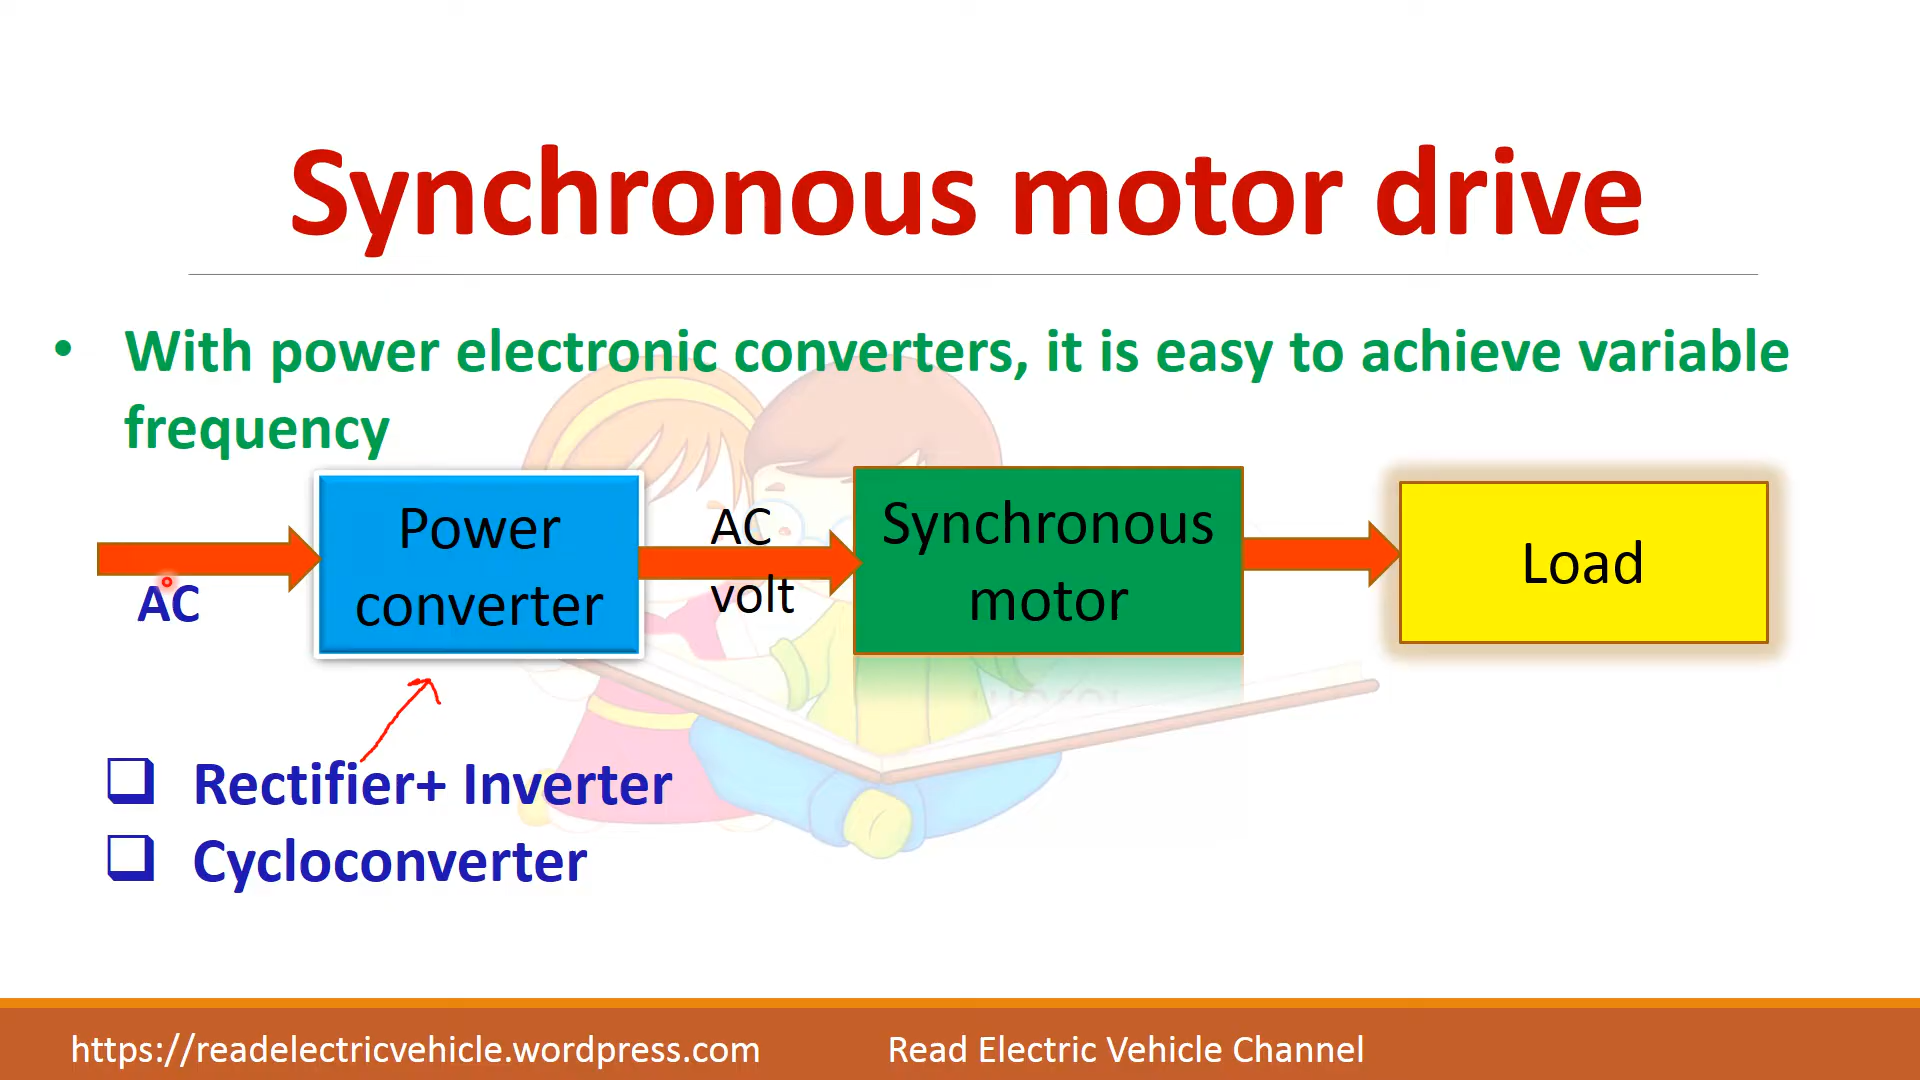 Synchronous motor drive
• With power electronic converters, it is easy to achieve variable
frequency
AC
Power
converter
AC
volt
Synchronous
motor
Load
Rectifier+ Inverter
Cycloconverter
https://readelectricvehicle.wordpress.com
Read Electric Vehicle Channel